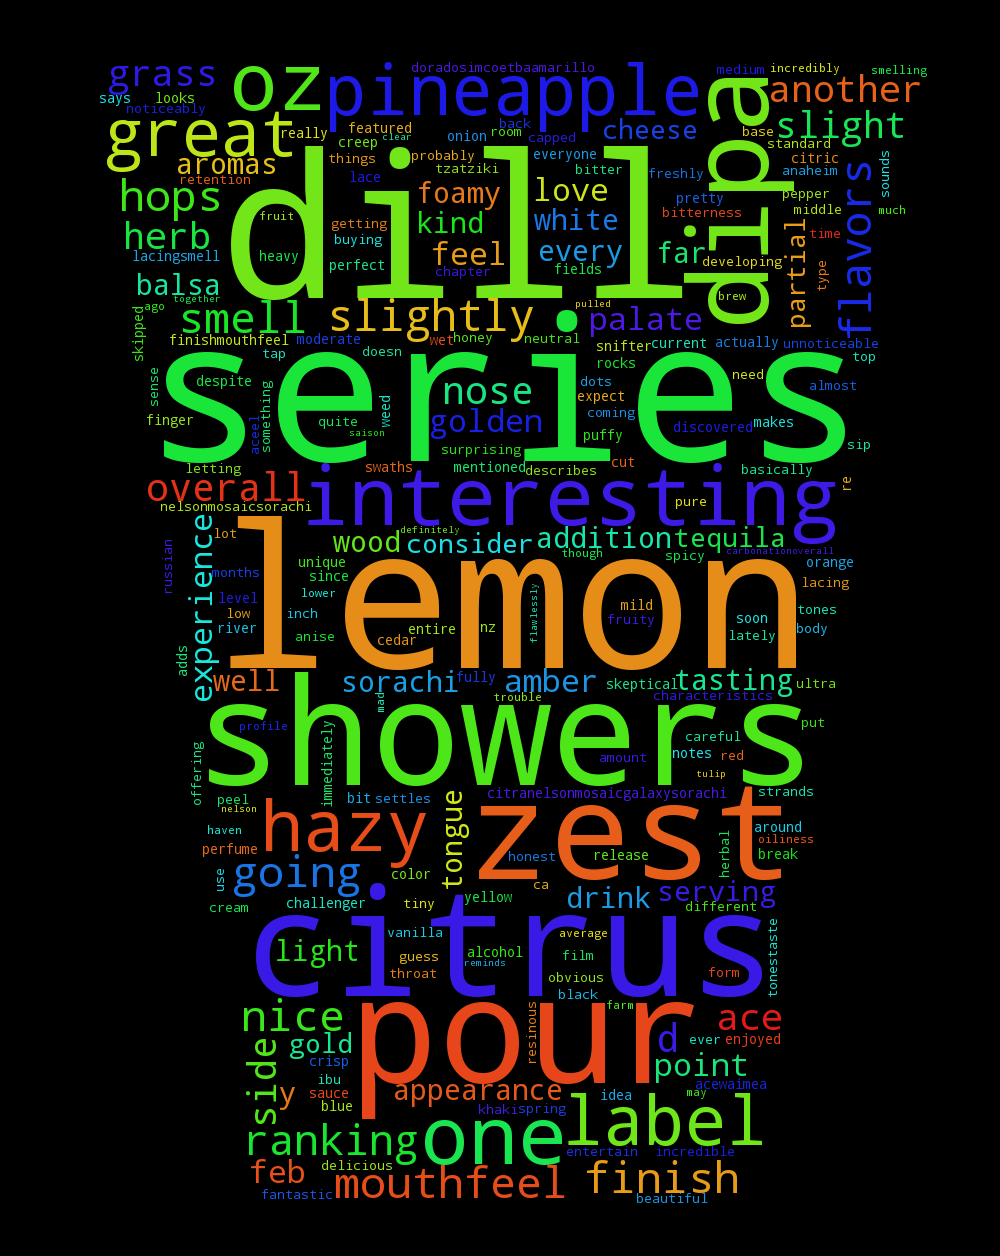 doradosimcoetbaamarillo medium incredibly smelling
grass oz pineapple dipa another
says looks noticeably
great really featured back room capped cheese base slight
creep clear onion standard
aromas things probably everyone bitter citric sounds
retention lace tzatziki freshly anaheim
hops dill foamy love pretty pepper flavors
fruit kind white bitterness middle much
herb getting every far partial time
lacingsmell heavy buying feel developing type
balsa perfect chapter fields brew
skipped ago together smell slightly pulled palate
finishmouthfeel moderate wet honey neutral snifter current actually unnoticeable
series tap doesn rocks top
sense despite something weed nose dots expect need almost
finger aceel quite saison golden coming discovered makes
surprising puffy sip
letting swaths mentioned describes cut basically re
overall interesting pure
nelsonmosaicsorachi
experience lot wood definitely consider addition tequila
russian unique though spicy carbonationoverall orange
months since lemon lacing
level lower mild tones
low inch flawlessly fruity soon
river anise cedar entire nz lately body
adds well sorachi fully amber skeptical tasting ultra
trouble characteristics
showers mad put
profile careful
offering immediately amount notes red
tulip
peel bit settles citranelsonmosaicgalaxysorachi strands
nelson hazy tongue zest
haven around
perfume honest release herbal oiliness
break
use going color ca
cream challenger tiny yellow drink serving
different
citrus vanilla average tonestaste
light guess alcohol film
throat reminds obvious form
black
nice pour resinous farm ace
gold d ever enjoyed
side crisp point
ibu acewaimea
y sauce appearance idea may
blue khaki spring label
ranking one
entertain incredible
feb delicious finish
fantastic mouthfeel beautiful